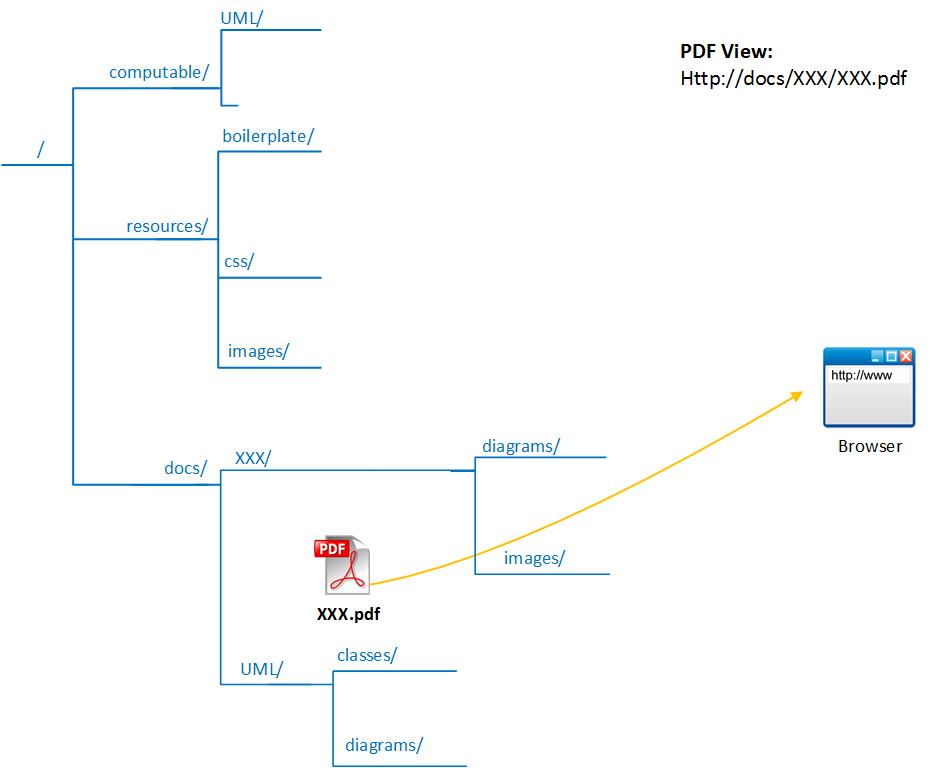 UML/
PDF View:
computable/
Http://docs/XXX/XXX.pdf
boilerplate/
/
resources/
css/
images/
http://www
Browser
diagrams/
XXX/
docs/
PDF
images/
XXX.pdf
classes/
UML/
diagrams/